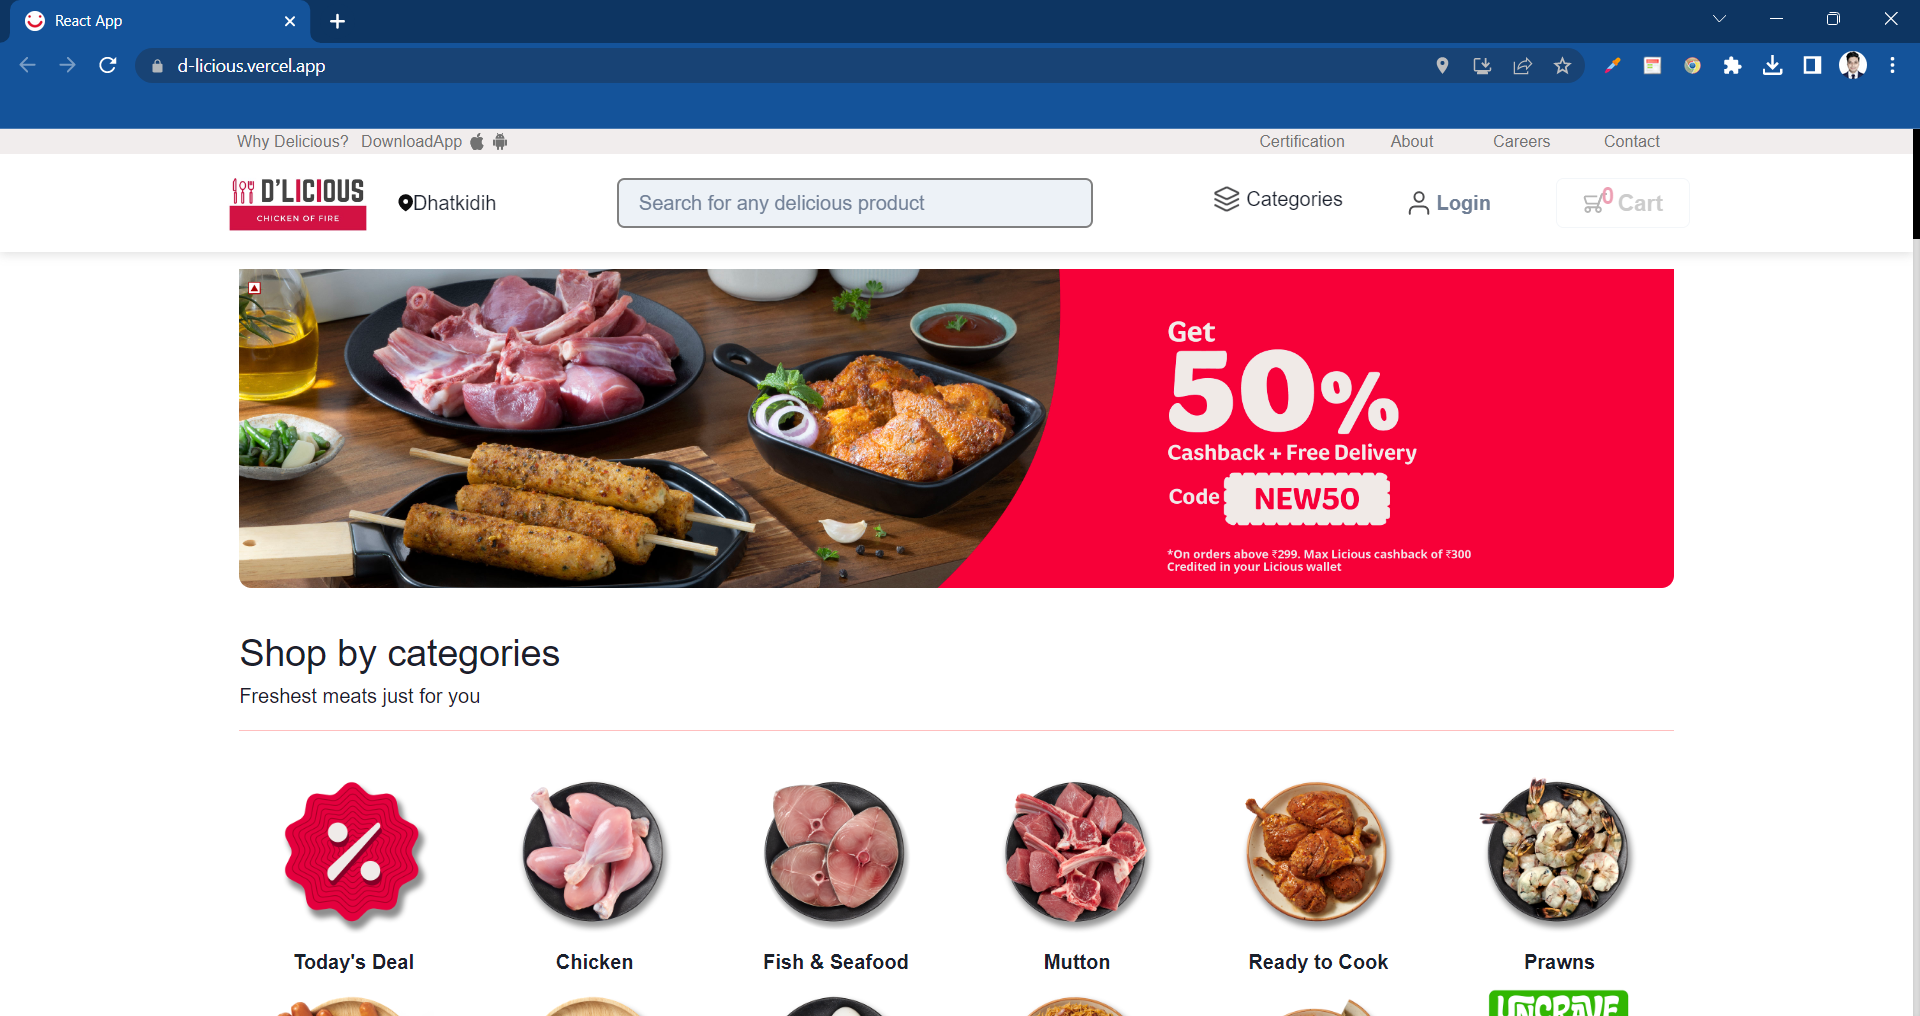 React App
d-licious.vercel.app
Why Delicious? DownloadApp
Certification About Careers Contact
D'LICIOUS
CHICKEN OF FIRE
Dhatkidih
Search for any delicious product
Categories
Login
0 Cart
Get
50%
Cashback + Free Delivery
Code NEW50
*On orders above ₹299. Max Licious cashback of ₹300
Credited in your Licious wallet
Shop by categories
Freshest meats just for you
Today's Deal Chicken Fish & Seafood Mutton Ready to Cook Prawns
UNCRAVE